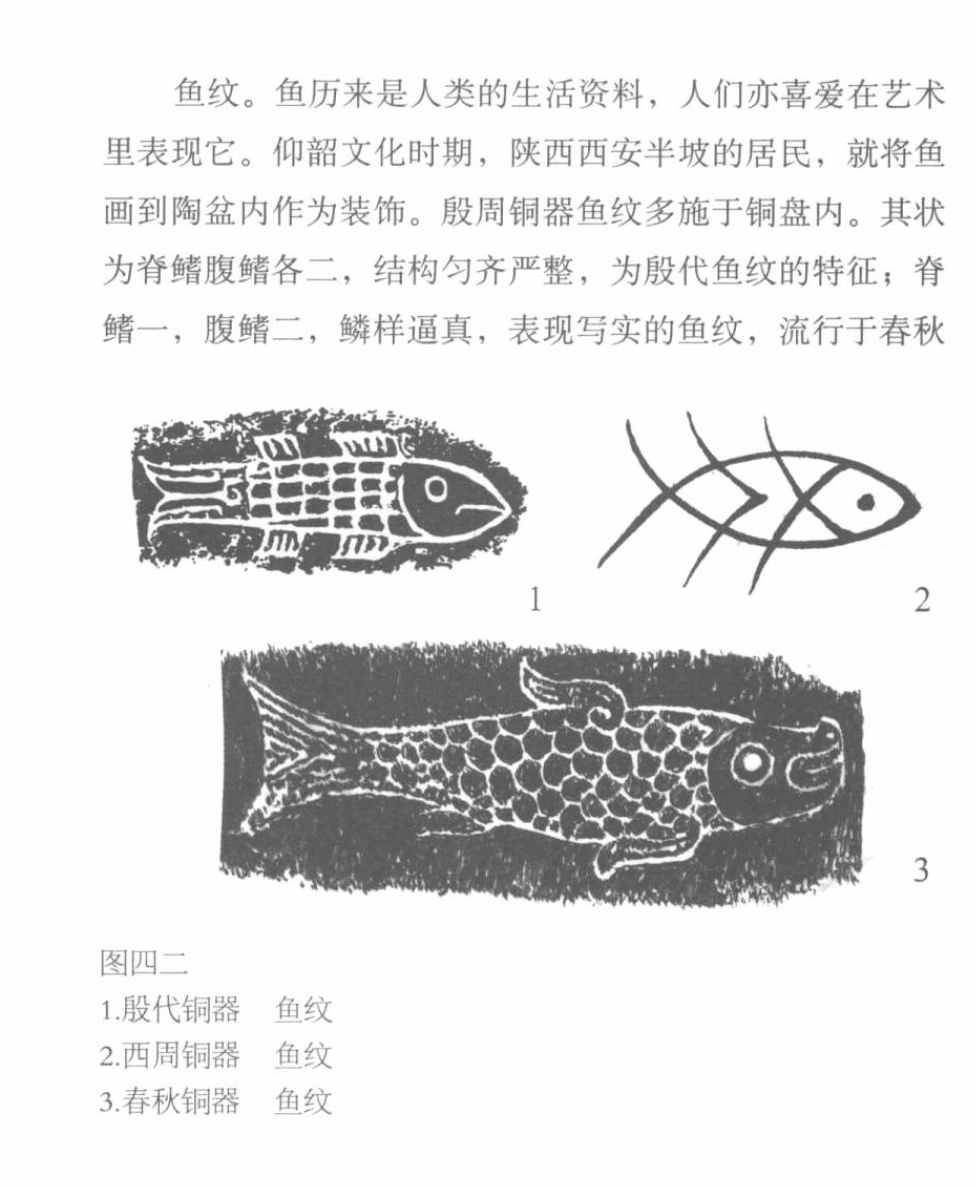 鱼纹。鱼历来是人类的生活资料，人们亦喜爱在艺术
里表现它。仰韶文化时期，陕西西安半坡的居民，就将鱼
画到陶盆内作为装饰。殷周铜器鱼纹多施于铜盘内。其状
为脊鳍腹鳍各二，结构匀齐严整，为殷代鱼纹的特征；脊
鳍一，腹鳍二，鳞样逼真，表现写实的鱼纹，流行于春秋
1
2
3
图四二
1.殷代铜器　鱼纹
2.西周铜器　鱼纹
3.春秋铜器　鱼纹